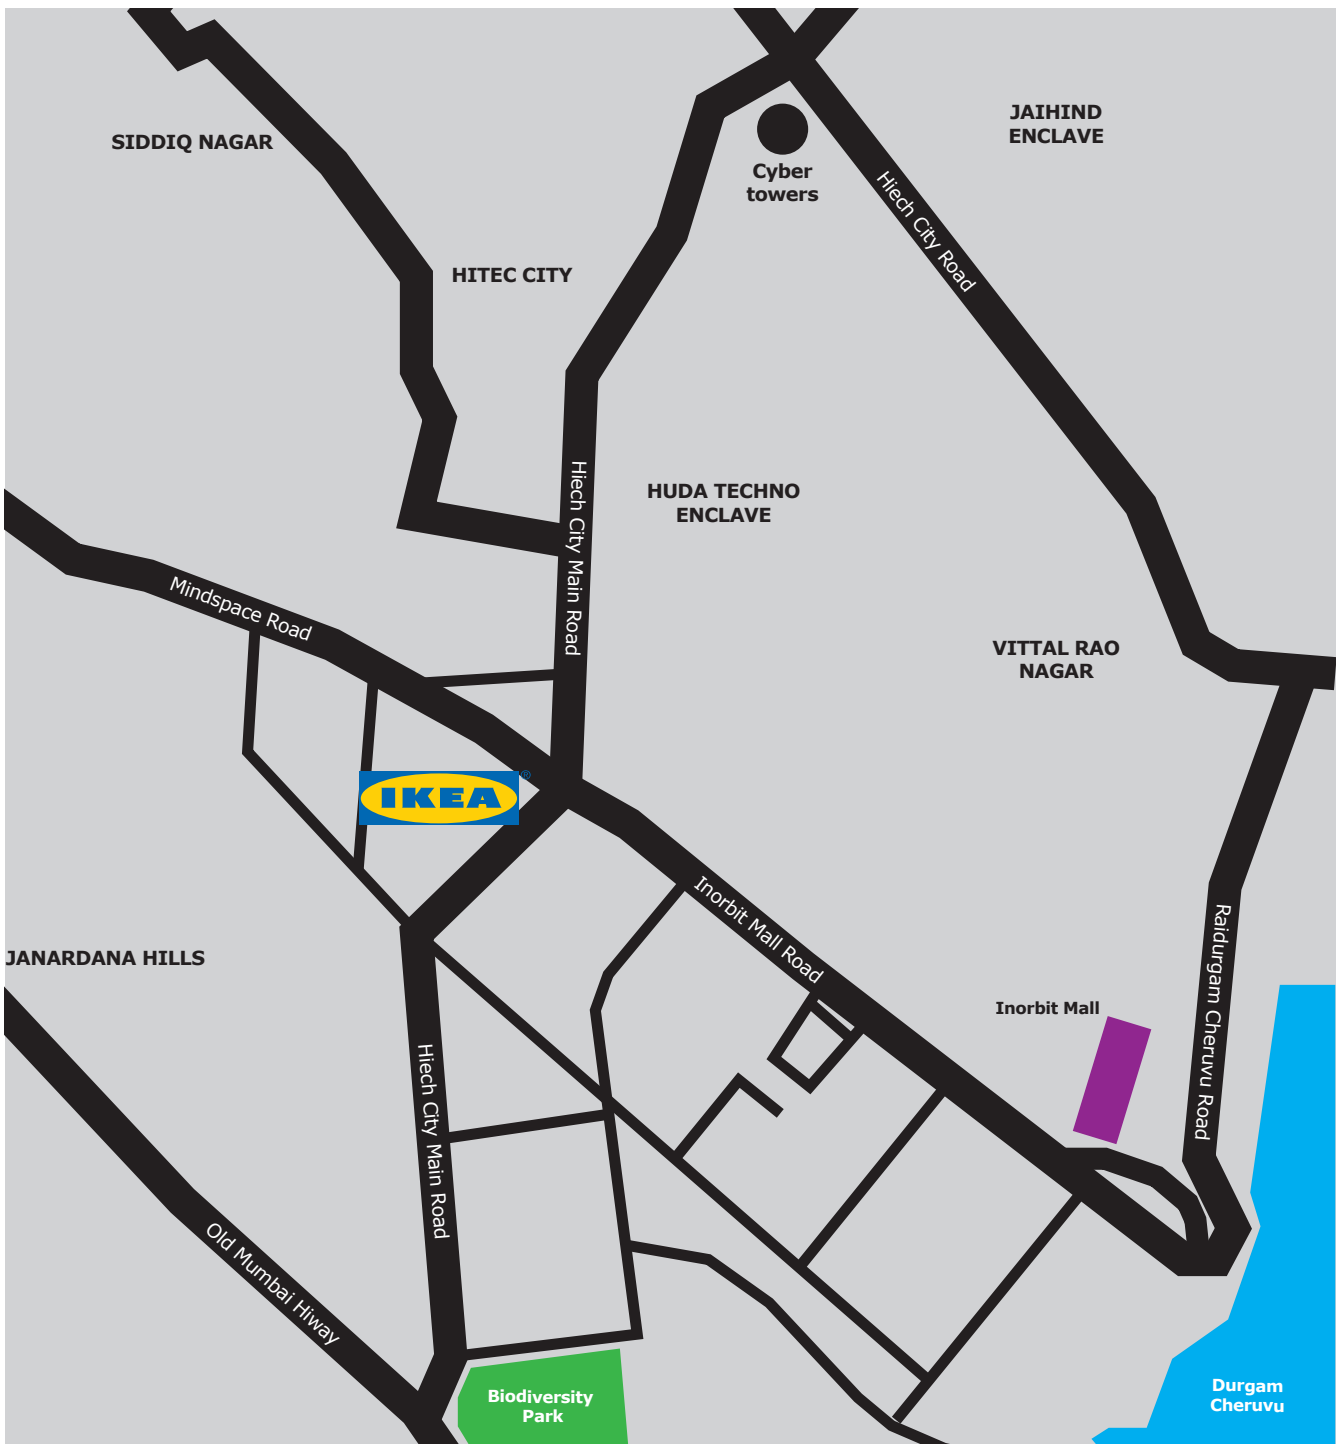 JAIHIND
ENCLAVE
SIDDIQ NAGAR
Cyber
towers
Hiech City Road
HITEC CITY
HUDA TECHNO
ENCLAVE
Hiech City Main Road
Mindspace Road
VITTAL RAO
NAGAR
IKEA
®
Inorbit Mall Road
Raidurgam Cheruvu Road
JANARDANA HILLS
Inorbit Mall
Hiech City Main Road
Old Mumbai Hiway
Biodiversity
Park
Durgam
Cheruvu